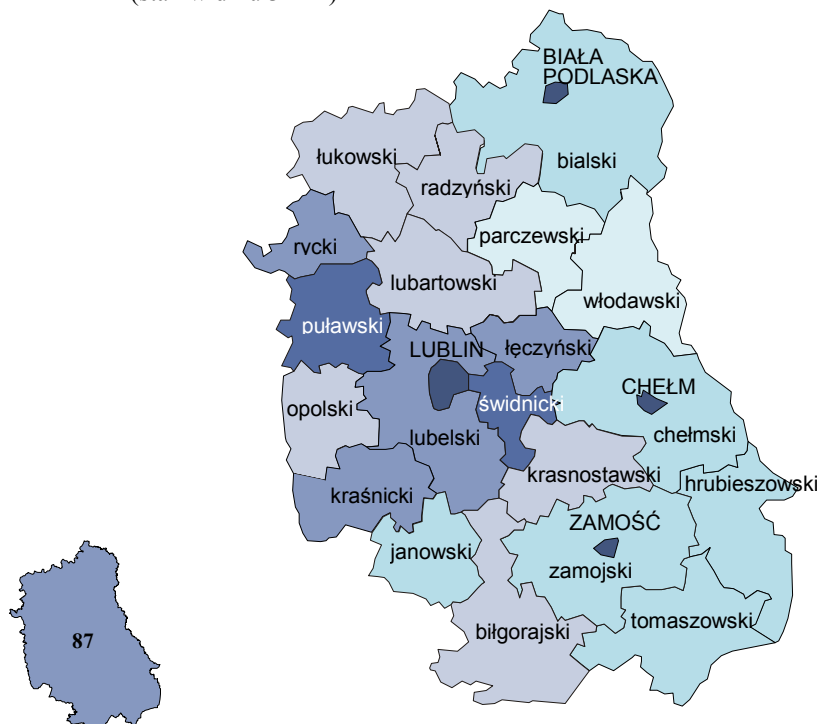 BIAŁA
PODLASKA
łukowski
bialski
radzyński
parczewski
rycki
lubartowski
włodawski
puławski
LUBLIN
łęczyński
CHEŁM
opolski
świdnicki
lubelski
chełmski
krasnostawski
hrubieszowski
kraśnicki
ZAMOŚĆ
janowski
zamojski
tomaszowski
biłgorajski
87